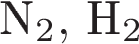 N₂, H₂